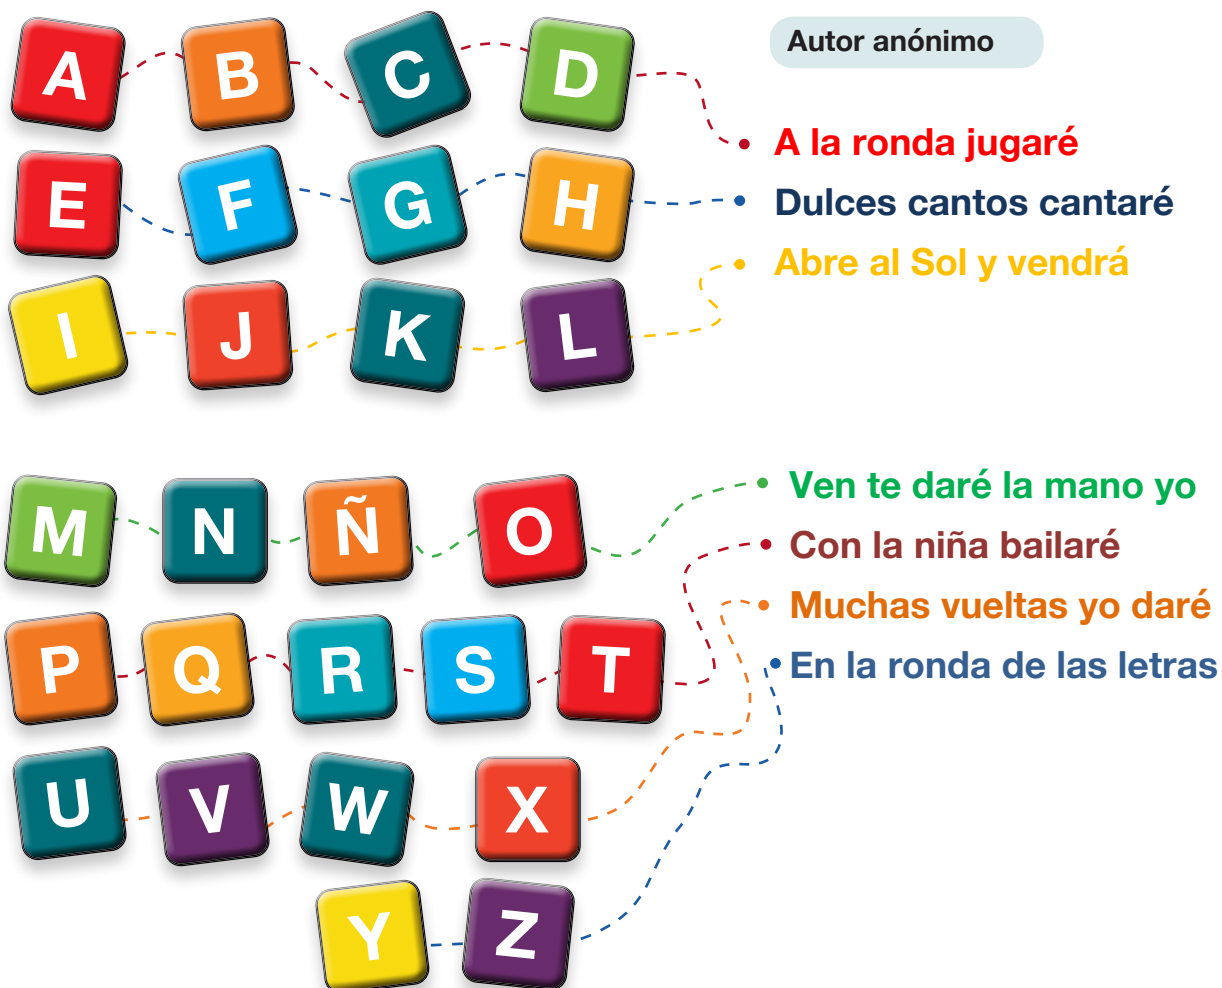 Autor anónimo
A B C D
A la ronda jugaré
E F G H
Dulces cantos cantaré
I J K L
Abre al Sol y vendrá
M N Ñ O
Ven te daré la mano yo
P Q R S T
Con la niña bailaré
U V W X
Muchas vueltas yo daré
Y Z
En la ronda de las letras